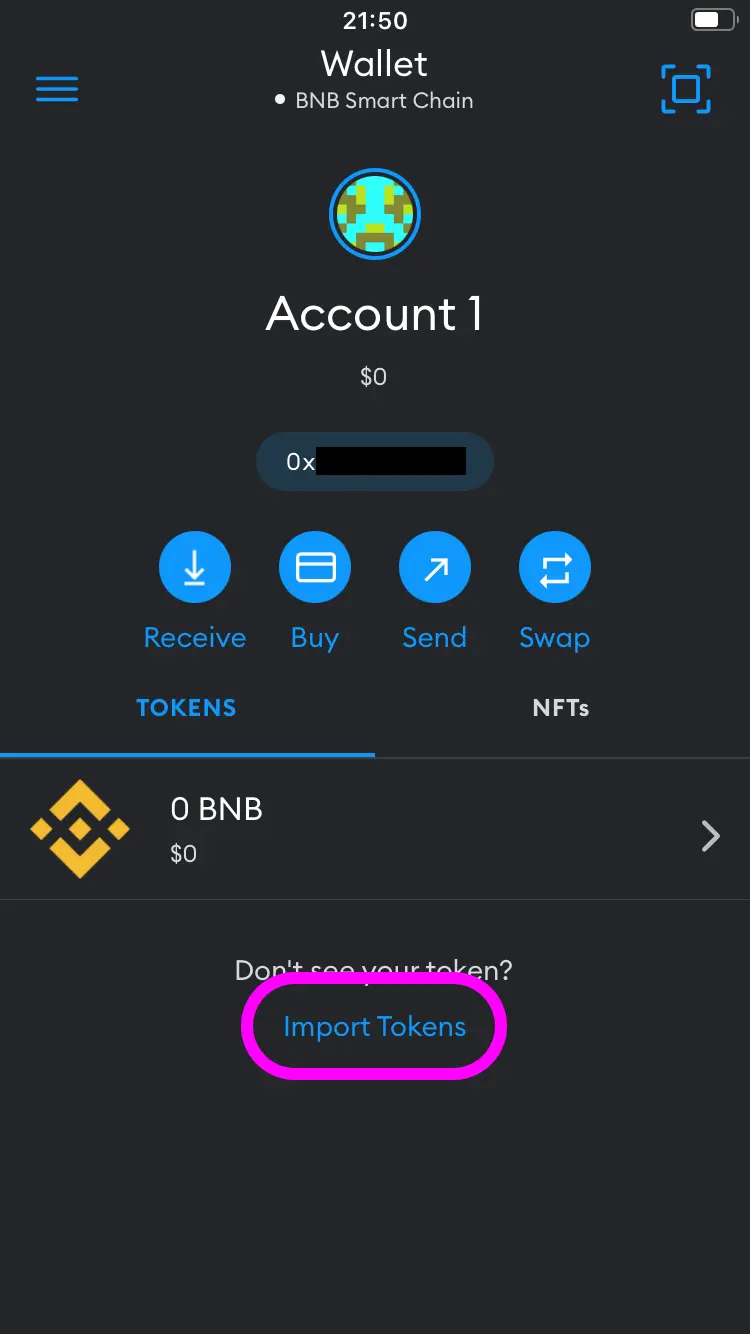 21:50
Wallet
BNB Smart Chain
Account 1
$0
0x
Receive Buy Send Swap
TOKENS NFTs
0 BNB
$0
Don't see your token?
Import Tokens